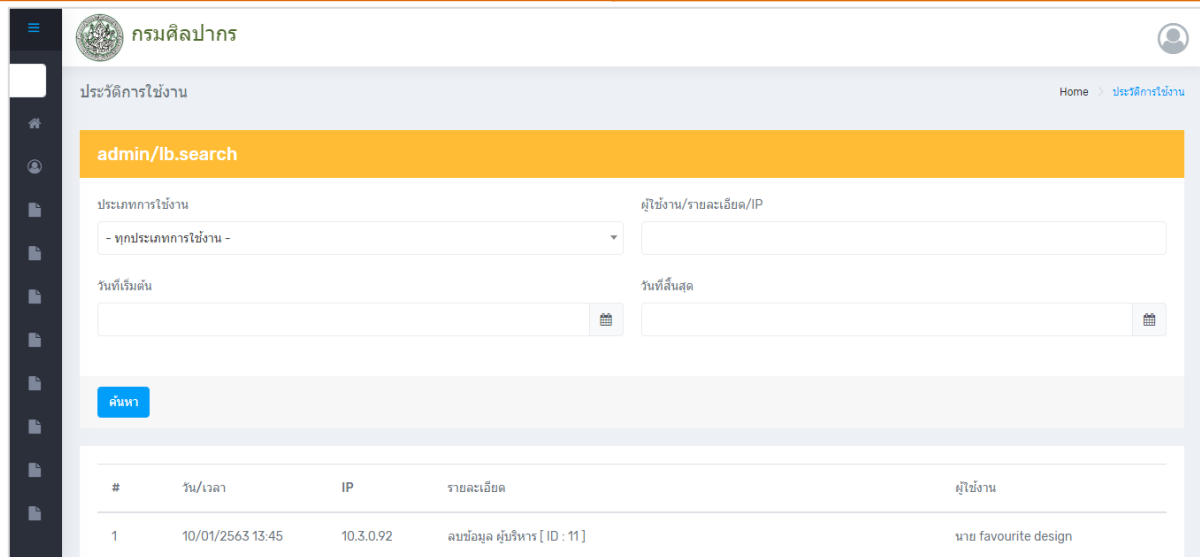 กรมศิลปากร
ประวัติการใช้งาน
Home > ประวัติการใช้งาน
admin/lb.search
ประเภทการใช้งาน
ผู้ใช้งาน/รายละเอียด/IP
- ทุกประเภทการใช้งาน -
วันที่เริ่มต้น
วันที่สิ้นสุด
ค้นหา
# วัน/เวลา IP รายละเอียด ผู้ใช้งาน
1 10/01/2563 13:45 10.3.0.92 ลบข้อมูล ผู้บริหาร [ ID : 11 ] นาย favourite design